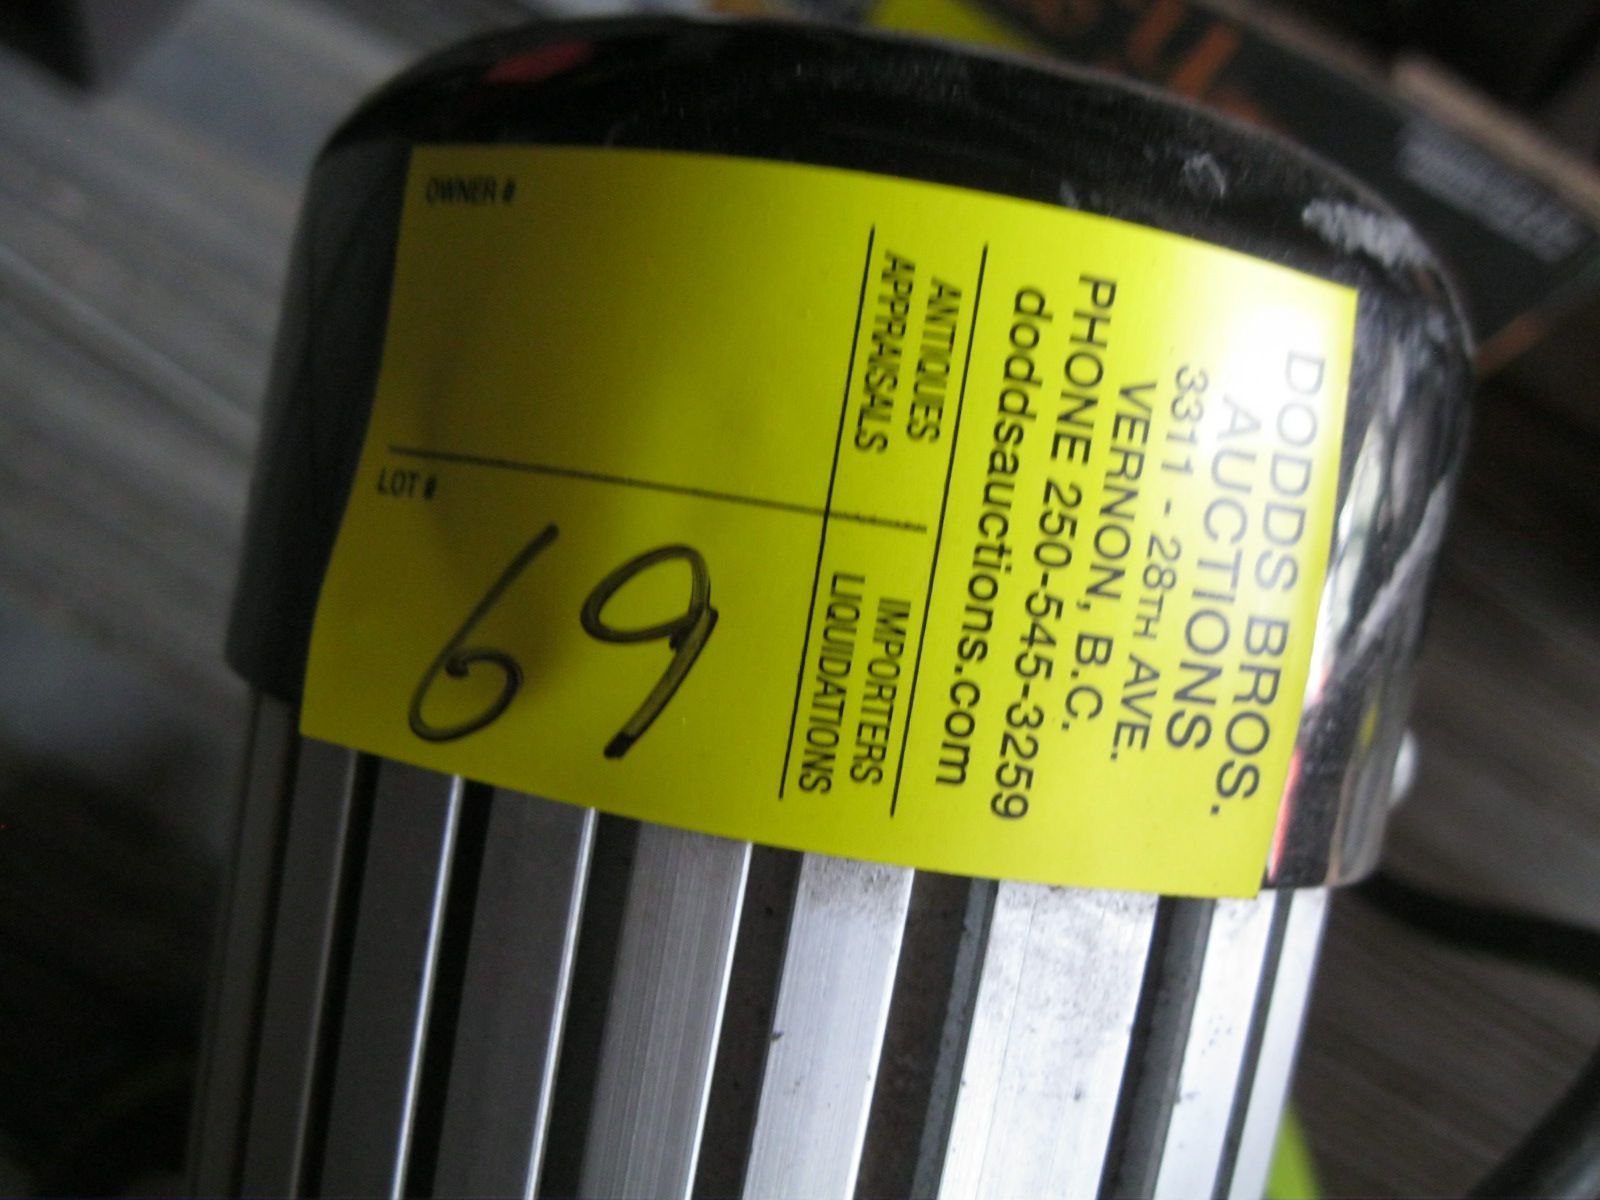 DODDS BROS.
AUCTIONS
3311 - 28TH AVE.
VERNON, B.C.
PHONE 250-545-3259
doddsauctions.com
ANTIQUES
APPRAISALS
IMPORTERS
LIQUIDATIONS
OWNER #
LOT #
69